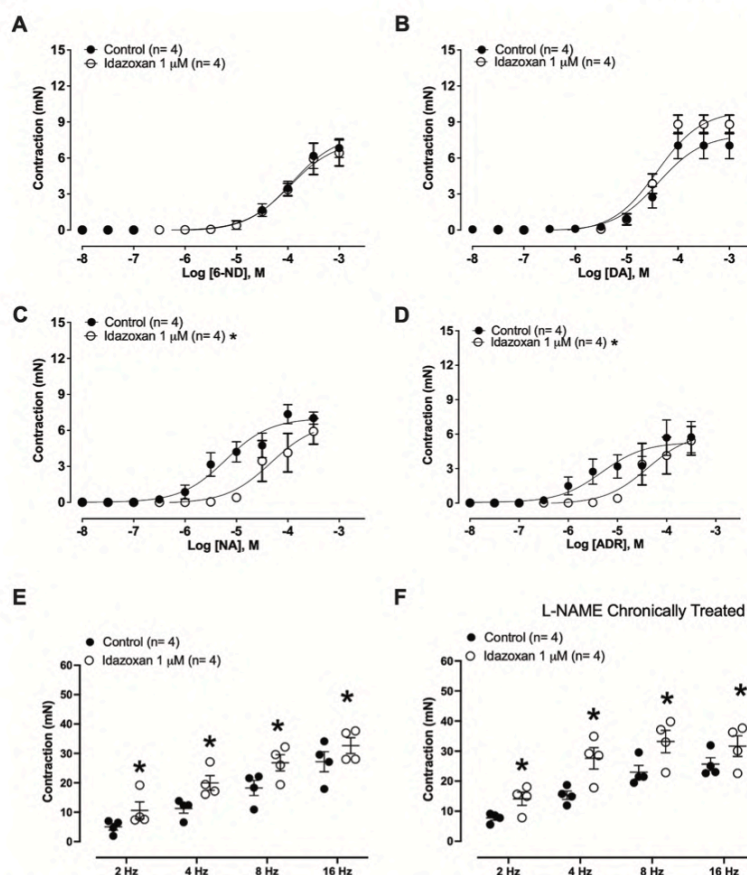 A
Control (n= 4)
Idazoxan 1 μM (n= 4)
15
12
9
6
3
0
Contraction (mN)
-8 -7 -6 -5 -4 -3
Log [6-ND], M
B
Control (n= 4)
Idazoxan 1 μM (n= 4)
15
12
9
6
3
0
Contraction (mN)
-8 -7 -6 -5 -4 -3
Log [DA], M
C
Control (n= 4)
Idazoxan 1 μM (n= 4) *
15
12
9
6
3
0
Contraction (mN)
-8 -7 -6 -5 -4 -3
Log [NA], M
D
Control (n= 4)
Idazoxan 1 μM (n= 4) *
15
12
9
6
3
0
Contraction (mN)
-8 -7 -6 -5 -4 -3
Log [ADR], M
E
Control (n= 4)
Idazoxan 1 μM (n= 4)
60
50
40
30
20
10
0
Contraction (mN)
* * * *
2 Hz 4 Hz 8 Hz 16 Hz
F
L-NAME Chronically Treated
Control (n= 4)
Idazoxan 1 μM (n= 4)
60
50
40
30
20
10
0
Contraction (mN)
* * * *
2 Hz 4 Hz 8 Hz 16 Hz